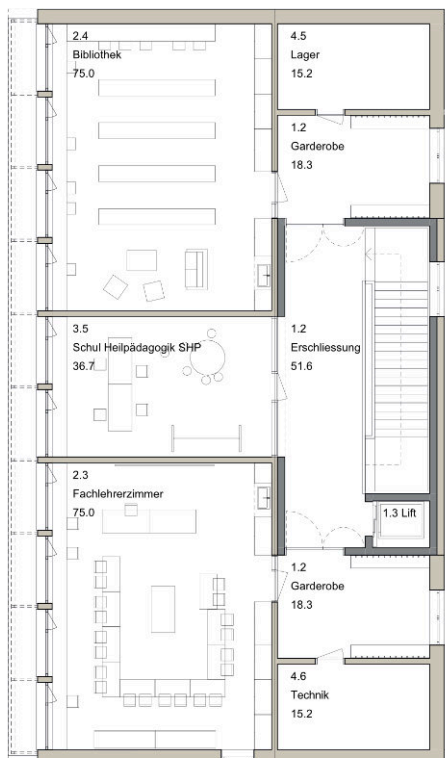 2.4
Bibliothek
75.0
4.5
Lager
15.2
1.2
Garderobe
18.3
3.5
Schul Heilpädagogik SHP
36.7
1.2
Erschliessung
51.6
2.3
Fachlehrerzimmer
75.0
1.3 Lift
1.2
Garderobe
18.3
4.6
Technik
15.2